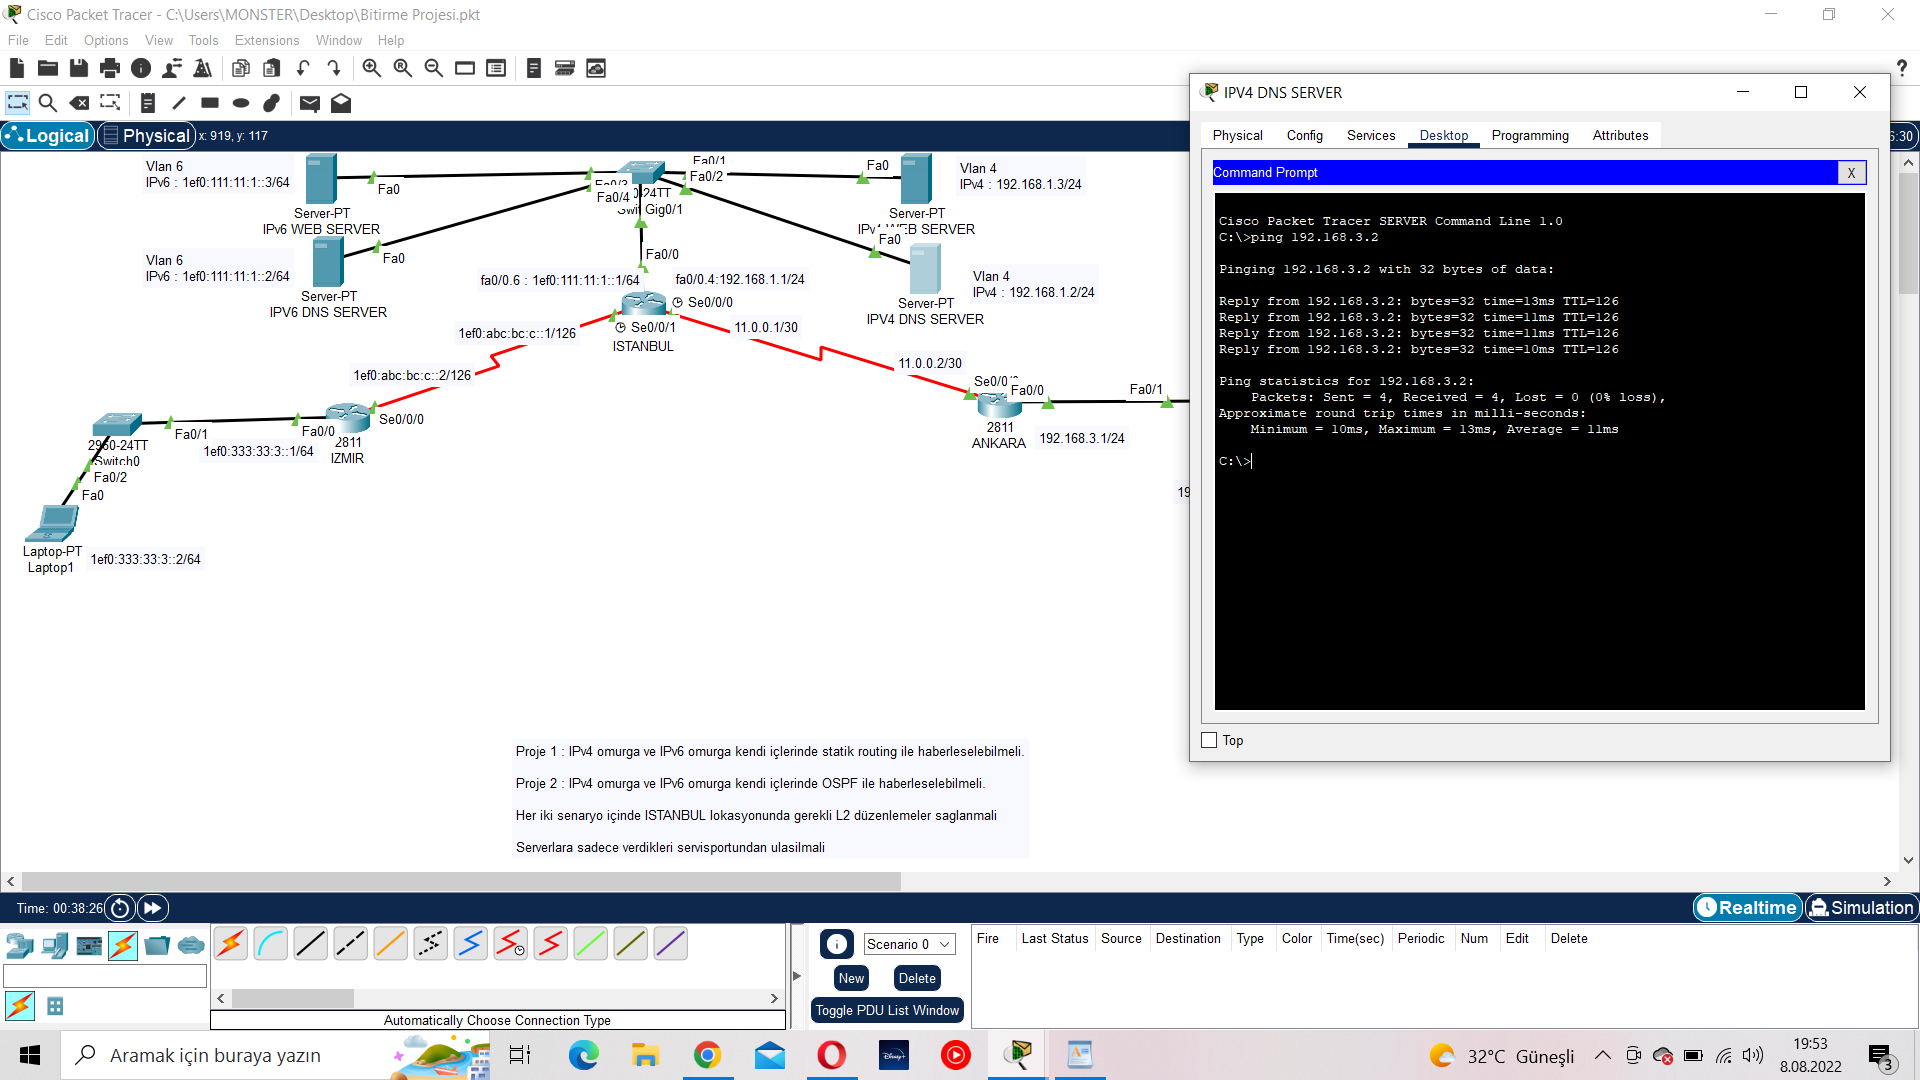 Cisco Packet Tracer - C:\Users\MONSTER\Desktop\Bitirme Projesi.pkt
File Edit Options View Tools Extensions Window Help
Logical Physical x: 919, y: 117
6:30
Vlan 6
IPv6 : 1ef0:111:11:1::3/64
Fa0
Server-PT
IPv6 WEB SERVER
Vlan 6
IPv6 : 1ef0:111:11:1::2/64
Fa0
Server-PT
IPV6 DNS SERVER
Fa0/1
Fa0/2
Fa0/3
Fa0/4
Gig0/1
Fa0
Vlan 4
IPv4 : 192.168.1.3/24
Server-PT
IPv4 WEB SERVER
Fa0
Vlan 4
IPv4 : 192.168.1.2/24
Server-PT
IPV4 DNS SERVER
Fa0/0
fa0/0.6 : 1ef0:111:11:1::1/64
fa0/0.4:192.168.1.1/24
Se0/0/0
Se0/0/1
ISTANBUL
1ef0:abc:bc:c::1/126
11.0.0.1/30
1ef0:abc:bc:c::2/126
11.0.0.2/30
Fa0/0
Fa0/1
2811
ANKARA
192.168.3.1/24
19
Se0/0/0
Fa0/0
2811
IZMIR
1ef0:333:33:3::1/64
Fa0/1
2950-24TT
Switch0
Fa0/2
Fa0
Laptop-PT
Laptop1
1ef0:333:33:3::2/64
Proje 1 : IPv4 omurga ve IPv6 omurga kendi içlerinde statik routing ile haberleselebilmeli.
Proje 2 : IPv4 omurga ve IPv6 omurga kendi içlerinde OSPF ile haberleselebilmeli.
Her iki senaryo içinde ISTANBUL lokasyonunda gerekli L2 düzenlemeler saglanmali
Serverlara sadece verdikleri servisportundan ulasilmali
IPV4 DNS SERVER
Physical Config Services Desktop Programming Attributes
Command Prompt X
Cisco Packet Tracer SERVER Command Line 1.0
C:\>ping 192.168.3.2
Pinging 192.168.3.2 with 32 bytes of data:
Reply from 192.168.3.2: bytes=32 time=13ms TTL=126
Reply from 192.168.3.2: bytes=32 time=11ms TTL=126
Reply from 192.168.3.2: bytes=32 time=11ms TTL=126
Reply from 192.168.3.2: bytes=32 time=10ms TTL=126
Ping statistics for 192.168.3.2:
Packets: Sent = 4, Received = 4, Lost = 0 (0% loss),
Approximate round trip times in milli-seconds:
Minimum = 10ms, Maximum = 13ms, Average = 11ms
C:\>
Top
Time: 00:38:26
Realtime Simulation
Scenario 0
New Delete
Toggle PDU List Window
Fire Last Status Source Destination Type Color Time(sec) Periodic Num Edit Delete
Automatically Choose Connection Type
Aramak için buraya yazın
Disney+
32°C Güneşli
19:53
8.08.2022
3